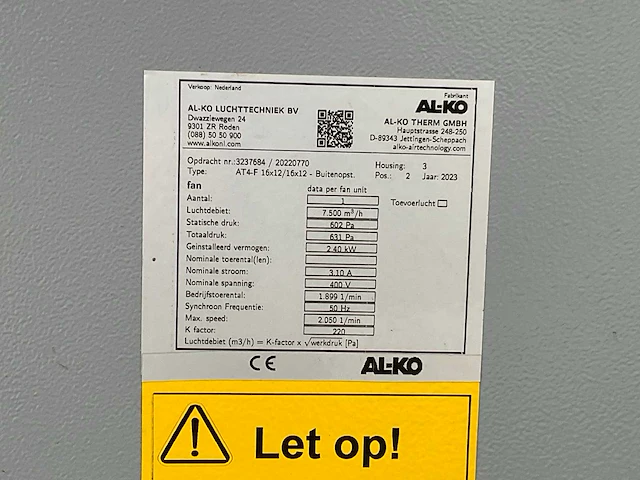 Verkoop: Nederland
Fabrikant
AL-KO
AL-KO LUCHTTECHNIEK BV
Dwazziewegen 24
9301 ZR Roden
(088) 50 50 900
www.alkonl.com
AL-KO THERM GMBH
Hauptstrasse 248-250
D-89343 Jettingen-Scheppach
alko-airtechnology.com
Opdracht nr.:3237684 / 20220770
Housing: 3
Type: AT4-F 16x12/16x12 - Buitenopst.
Pos.: 2 Jaar: 2023
fan data per fan unit
Aantal: 1 Toevoerlucht
Luchtdebiet: 7.500 m³/h
Statische druk: 602 Pa
Totaaldruk: 631 Pa
Geinstalleerd vermogen: 2.40 kW
Nominale toerental(len):
Nominale stroom: 3.10 A
Nominale spanning: 400 V
Bedrijfstoerental: 1.899 1/min
Synchroon Frequentie: 50 Hz
Max. speed: 2.050 1/min
K factor: 220
Luchtdebiet (m3/h) = K-factor x √werkdruk [Pa]
CE AL-KO
Let op!